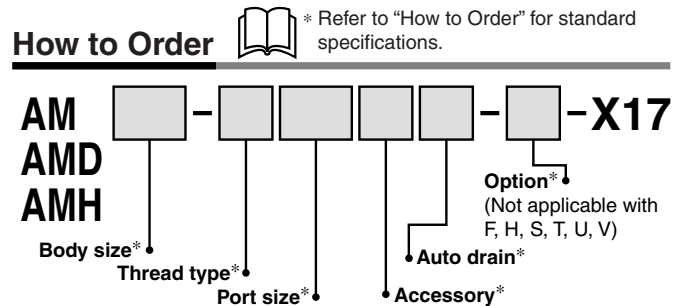 How to Order
* Refer to “How to Order” for standard
specifications.
AM - - - X17
AMD
AMH
Option*
(Not applicable with
F, H, S, T, U, V)
Body size*
Auto drain*
Thread type*
Port size*
Accessory*